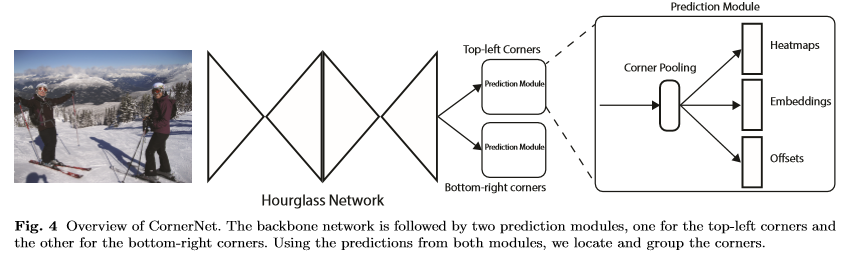 Prediction Module
Top-left Corners
Prediction Module
Prediction Module
Bottom-right corners
Hourglass Network
Corner Pooling
Heatmaps
Embeddings
Offsets
Fig. 4 Overview of CornerNet. The backbone network is followed by two prediction modules, one for the top-left corners and
the other for the bottom-right corners. Using the predictions from both modules, we locate and group the corners.